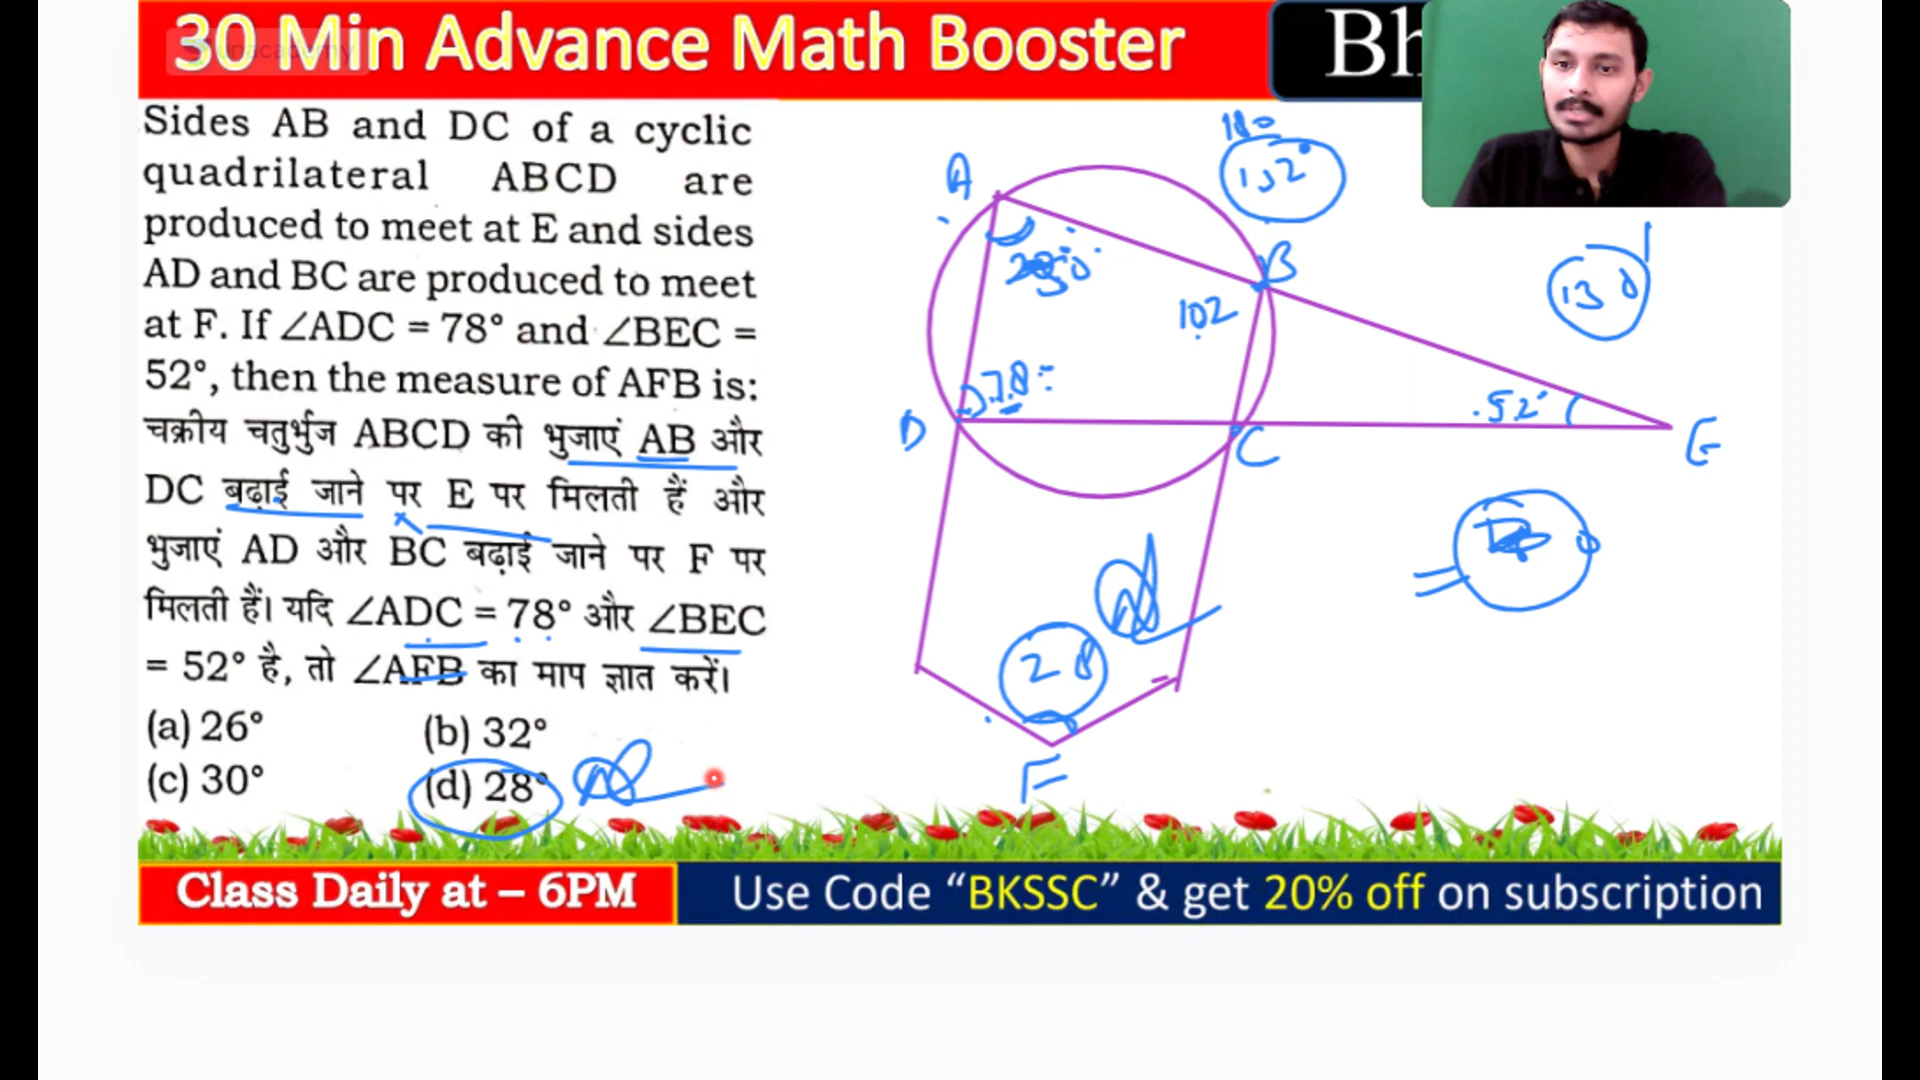 30 Min Advance Math Booster
Bh
unacademy
Sides AB and DC of a cyclic
quadrilateral ABCD are
produced to meet at E and sides
AD and BC are produced to meet
at F. If ∠ADC = 78° and ∠BEC =
52°, then the measure of AFB is:
चक्रीय चतुर्भुज ABCD की भुजाएं AB और
DC बढ़ाई जाने पर E पर मिलती हैं और
भुजाएं AD और BC बढ़ाई जाने पर F पर
मिलती हैं। यदि ∠ADC = 78° और ∠BEC
= 52° है, तो ∠AFB का माप ज्ञात करें।
(a) 26° (b) 32°
(c) 30° (d) 28°
A
180
132°
B
50°
102
130
D
78°
C
52°
E
28
F
Class Daily at – 6PM
Use Code “BKSSC” & get 20% off on subscription